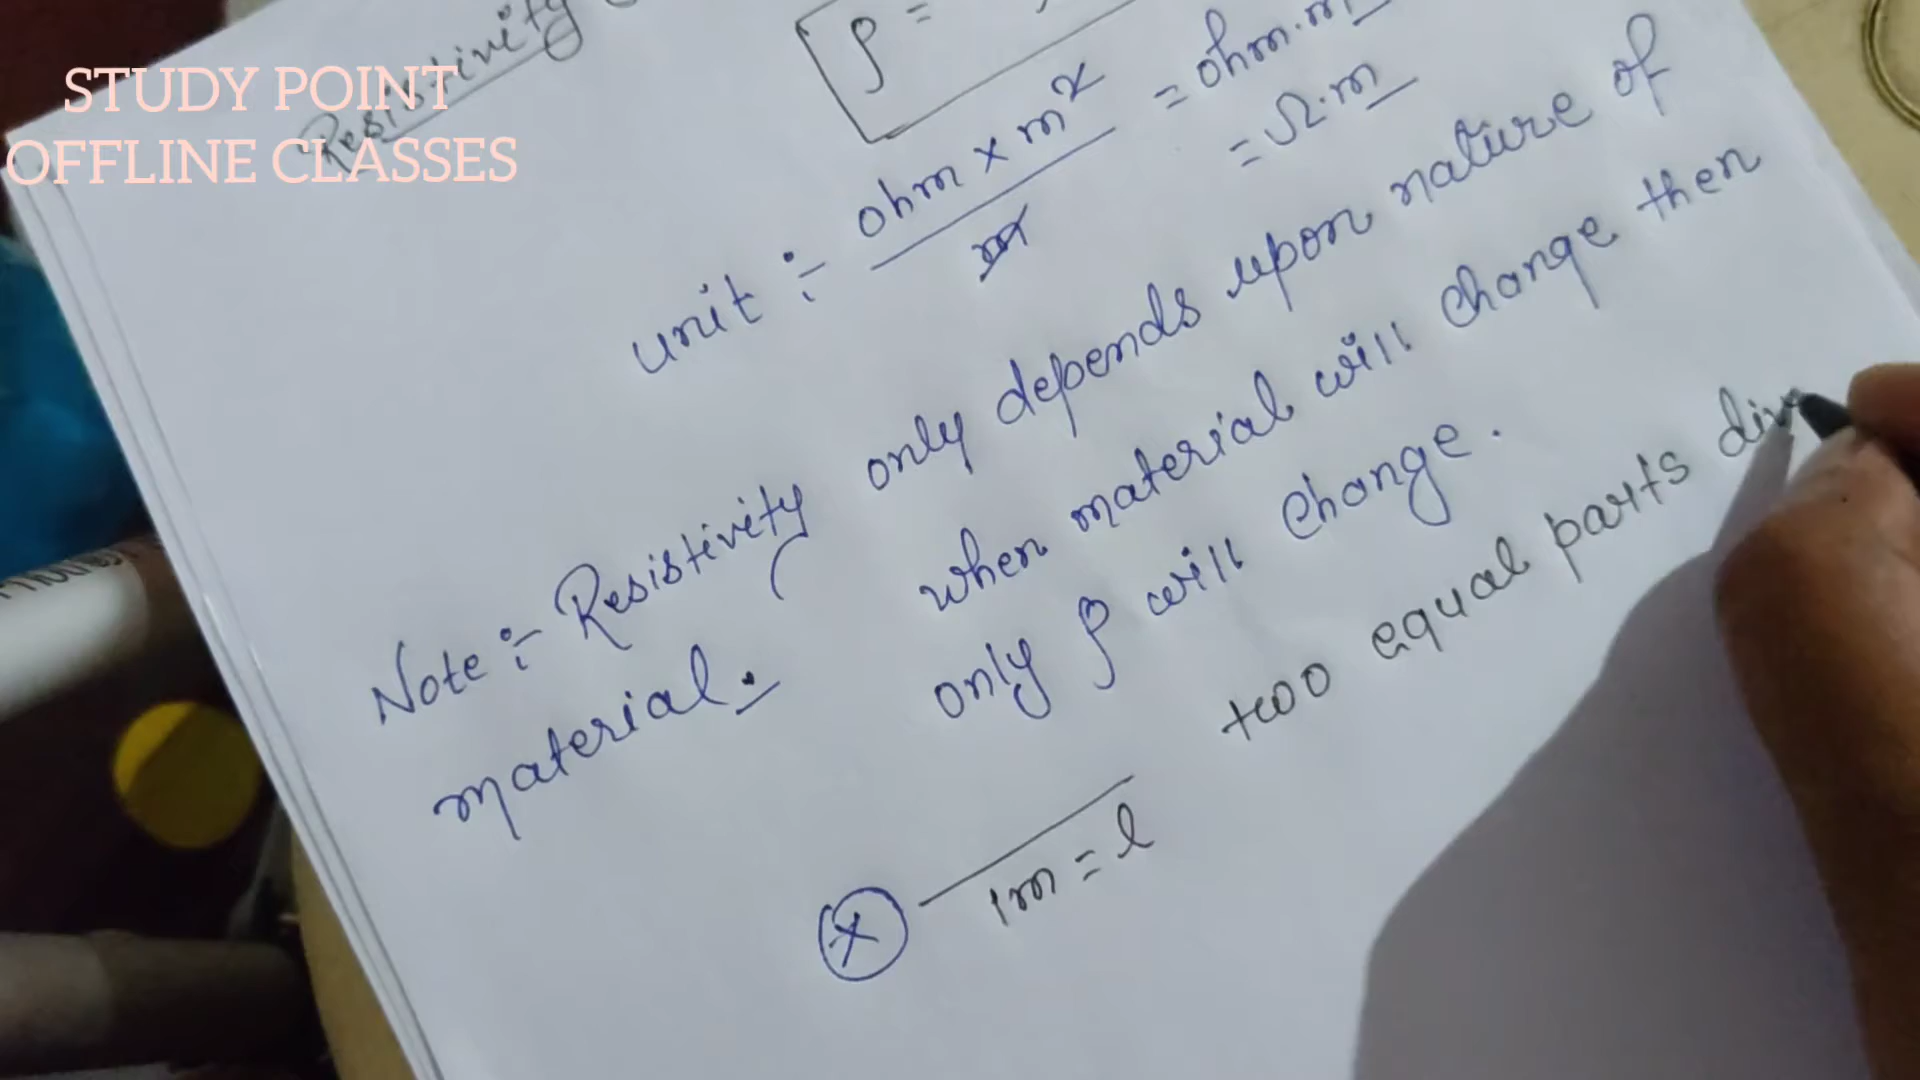 STUDY POINT
OFFLINE CLASSES
Resistivity
ρ =
unit :- ohm × m² / m = ohm.m
= Ω.m
Note :- Resistivity only depends upon nature of
material. ( when material will change then
only ρ will change.
* 1m = l two equal parts div